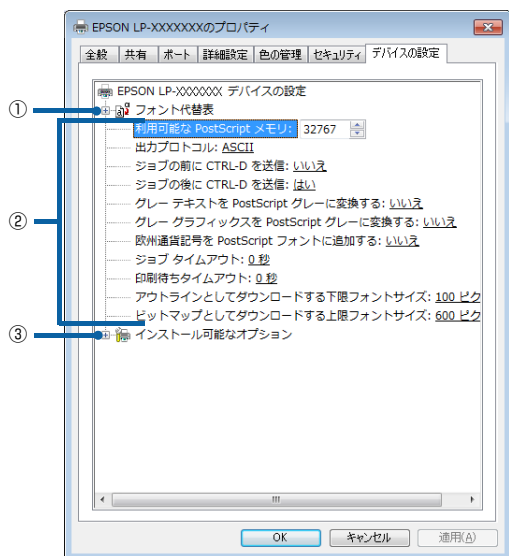 EPSON LP-XXXXXXXのプロパティ
全般 共有 ポート 詳細設定 色の管理 セキュリティ デバイスの設定
EPSON LP-XXXXXXX デバイスの設定
① フォント代替表
利用可能な PostScript メモリ: 32767
出力プロトコル: ASCII
ジョブの前に CTRL-D を送信: いいえ
ジョブの後に CTRL-D を送信: はい
グレー テキストを PostScript グレーに変換する: いいえ
② グレー グラフィックスを PostScript グレーに変換する: いいえ
欧州通貨記号を PostScript フォントに追加する: いいえ
ジョブ タイムアウト: 0 秒
印刷待ちタイムアウト: 0 秒
アウトラインとしてダウンロードする下限フォントサイズ: 100 ピク
ビットマップとしてダウンロードする上限フォントサイズ: 600 ピク
③ インストール可能なオプション
OK キャンセル 適用(A)